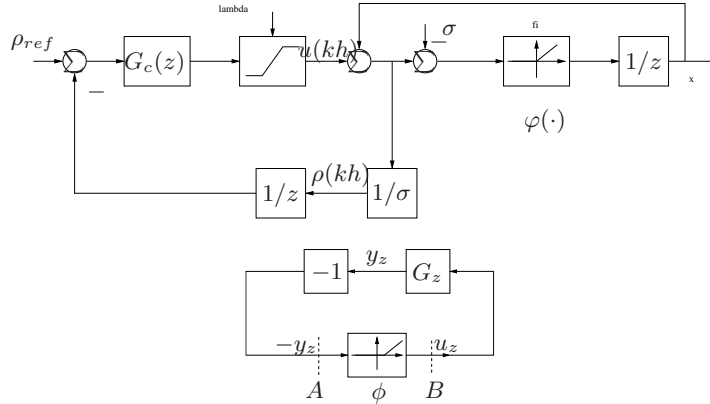 lambda
ρ_ref
G_c(z)
u(kh)
−
σ
fi
1/z
x
−
φ(·)
1/z
ρ(kh)
1/σ
−1
y_z
G_z
−y_z
u_z
A
ϕ
B